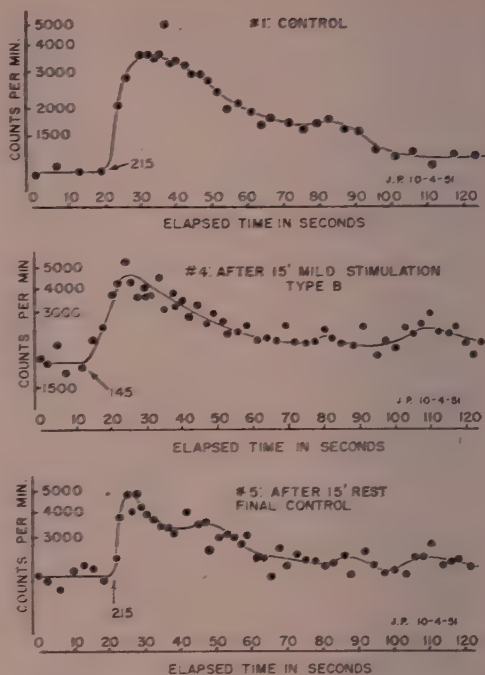 #1: CONTROL
COUNTS PER MIN.
5000
4000
3000
2000
1500
215
J.P. 10-4-51
0 10 20 30 40 50 60 70 80 90 100 110 120
ELAPSED TIME IN SECONDS
#4: AFTER 15' MILD STIMULATION
TYPE B
COUNTS PER MIN
5000
4000
3000
1500
145
J.P. 10-4-51
0 10 20 30 40 50 60 70 80 90 100 110 120
ELAPSED TIME IN SECONDS
#5: AFTER 15' REST
FINAL CONTROL
COUNTS PER MIN.
5000
4000
3000
215
J.P. 10-4-51
0 10 20 30 40 50 60 70 80 90 100 110 120
ELAPSED TIME IN SECONDS